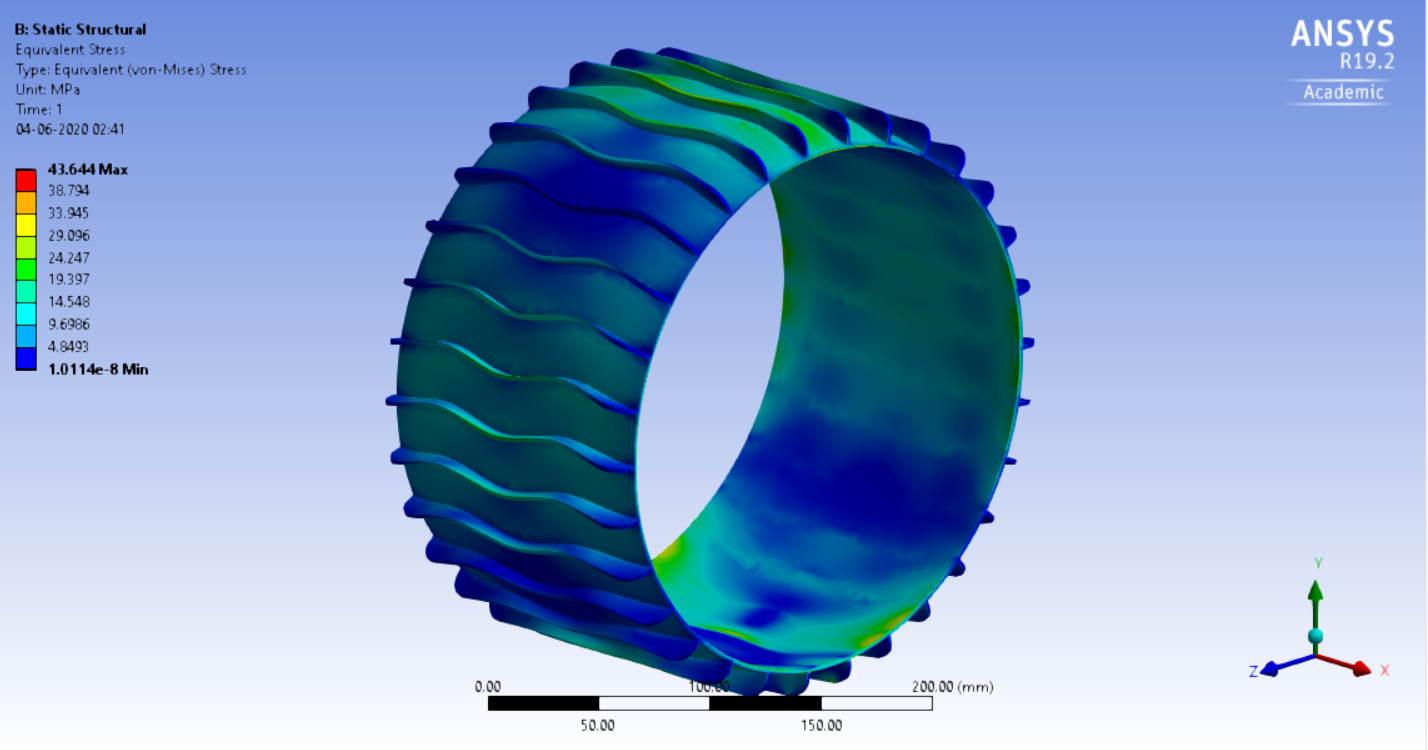 B: Static Structural
Equivalent Stress
Type: Equivalent (von-Mises) Stress
Unit: MPa
Time: 1
04-06-2020 02:41
43.644 Max
38.794
33.945
29.096
24.247
19.397
14.548
9.6986
4.8493
1.0114e-8 Min
ANSYS
R19.2
Academic
0.00
100.00
200.00 (mm)
50.00
150.00
Y
Z
X